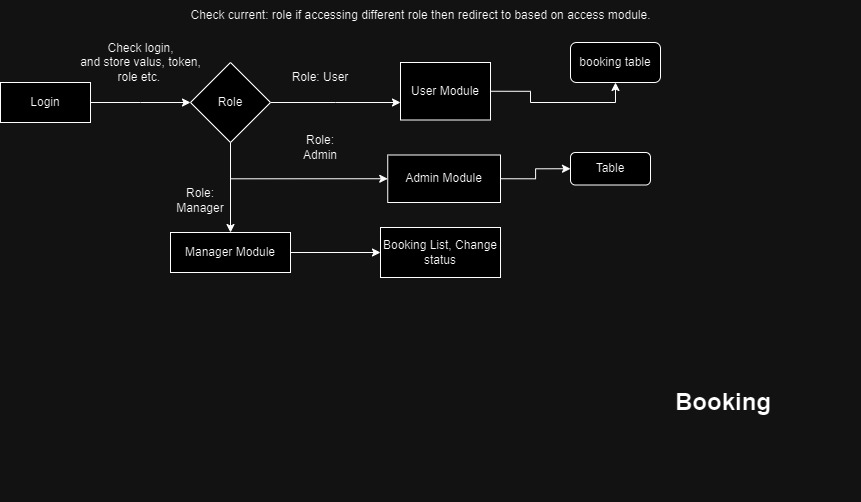 Check current: role if accessing different role then redirect to based on access module.
Check login,
and store valus, token,
role etc.
Login
Role
Role: User
User Module
booking table
Role:
Admin
Admin Module
Table
Role:
Manager
Manager Module
Booking List, Change
status
Booking